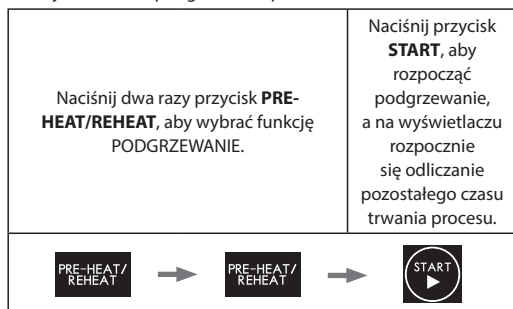 Naciśnij dwa razy przycisk PRE-
HEAT/REHEAT, aby wybrać funkcję
PODGRZEWANIE.
Naciśnij przycisk
START, aby
rozpocząć
podgrzewanie,
a na wyświetlaczu
rozpocznie
się odliczanie
pozostałego czasu
trwania procesu.
PRE-HEAT/
REHEAT
PRE-HEAT/
REHEAT
START